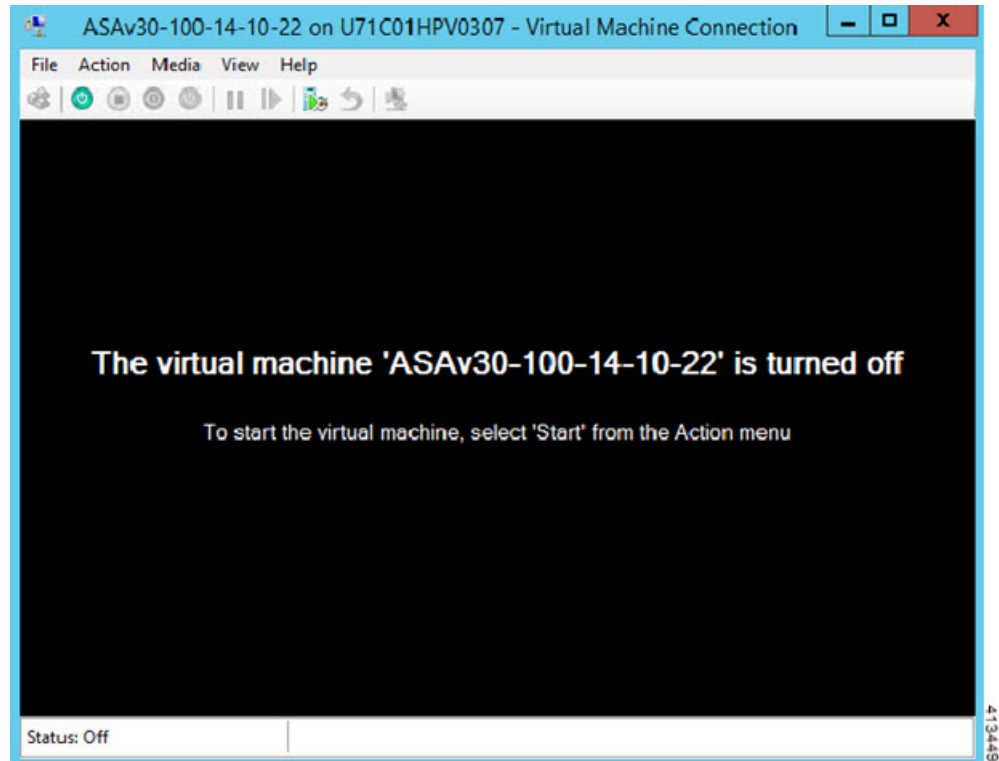 ASAv30-100-14-10-22 on U71C01HPV0307 - Virtual Machine Connection
File Action Media View Help
The virtual machine 'ASAv30-100-14-10-22' is turned off
To start the virtual machine, select 'Start' from the Action menu
Status: Off
413449